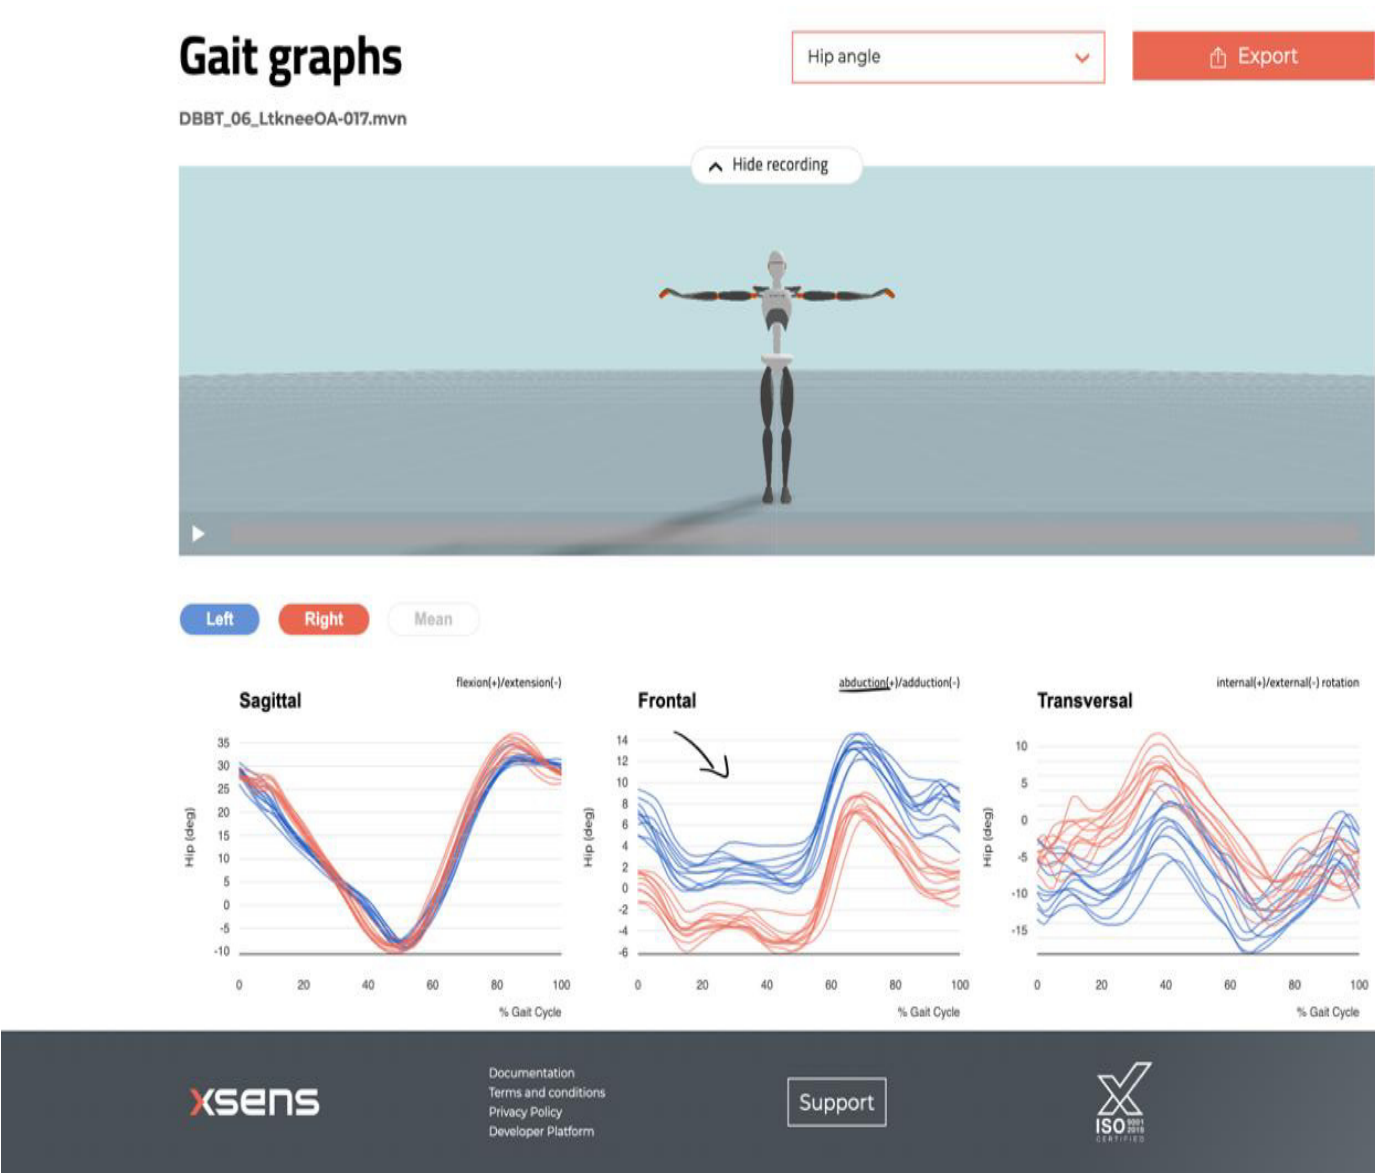 Gait graphs
Hip angle
Export
DBBT_06_LtkneeOA-017.mvn
Hide recording
Left
Right
Mean
Sagittal
flexion(+)/extension(-)
Hip (deg)
35
30
25
20
15
10
5
0
-5
-10
0 20 40 60 80 100
% Gait Cycle
Frontal
abduction(+)/adduction(-)
Hip (deg)
14
12
10
8
6
4
2
0
-2
-4
-6
0 20 40 60 80 100
% Gait Cycle
Transversal
internal(+)/external(-) rotation
Hip (deg)
10
5
0
-5
-10
-15
0 20 40 60 80 100
% Gait Cycle
xsens
Documentation
Terms and conditions
Privacy Policy
Developer Platform
Support
ISO 9001 2015
CERTIFIED